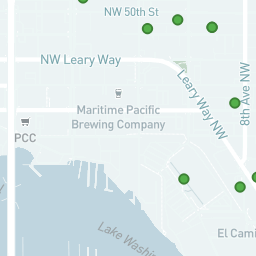 NW 50th St
NW Leary Way
Leary Way NW
8th Ave NW
Maritime Pacific
Brewing Company
PCC
El Cami
Lake Washin